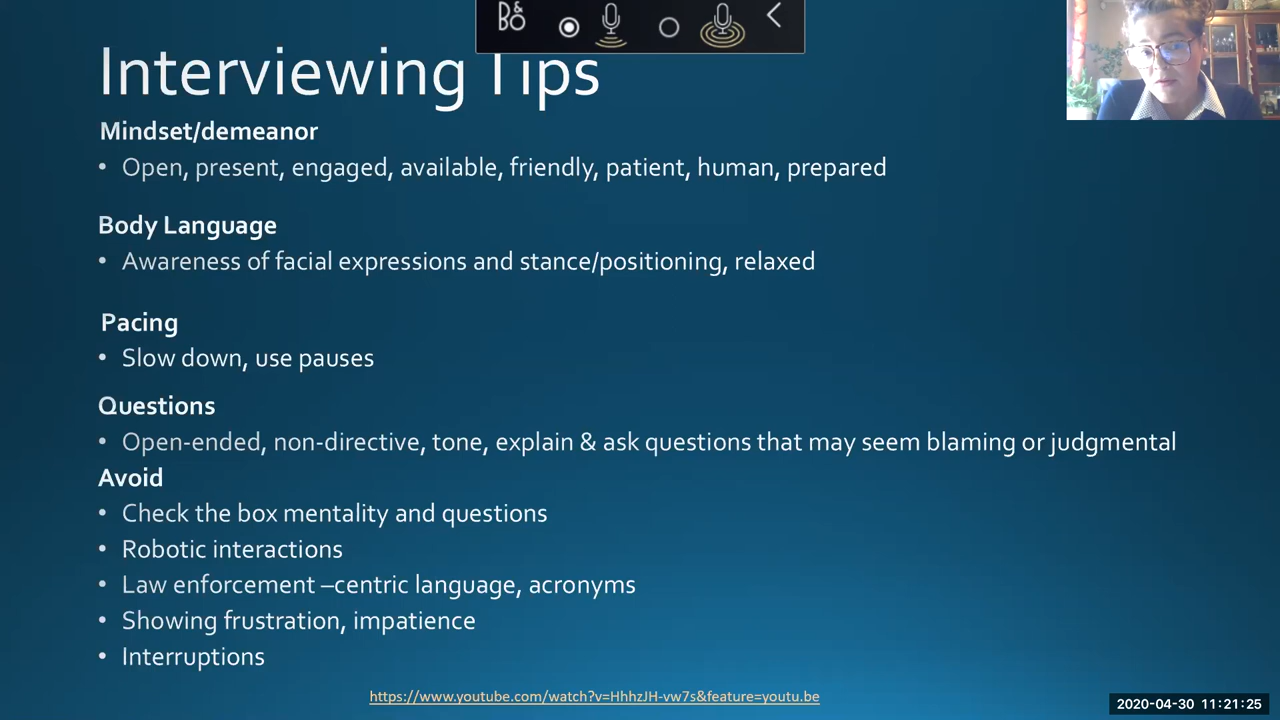 B&O
Interviewing Tips
Mindset/demeanor
• Open, present, engaged, available, friendly, patient, human, prepared
Body Language
• Awareness of facial expressions and stance/positioning, relaxed
Pacing
• Slow down, use pauses
Questions
• Open-ended, non-directive, tone, explain & ask questions that may seem blaming or judgmental
Avoid
• Check the box mentality and questions
• Robotic interactions
• Law enforcement –centric language, acronyms
• Showing frustration, impatience
• Interruptions
https://www.youtube.com/watch?v=HhhzJH-vw7s&feature=youtu.be
2020-04-30 11:21:25